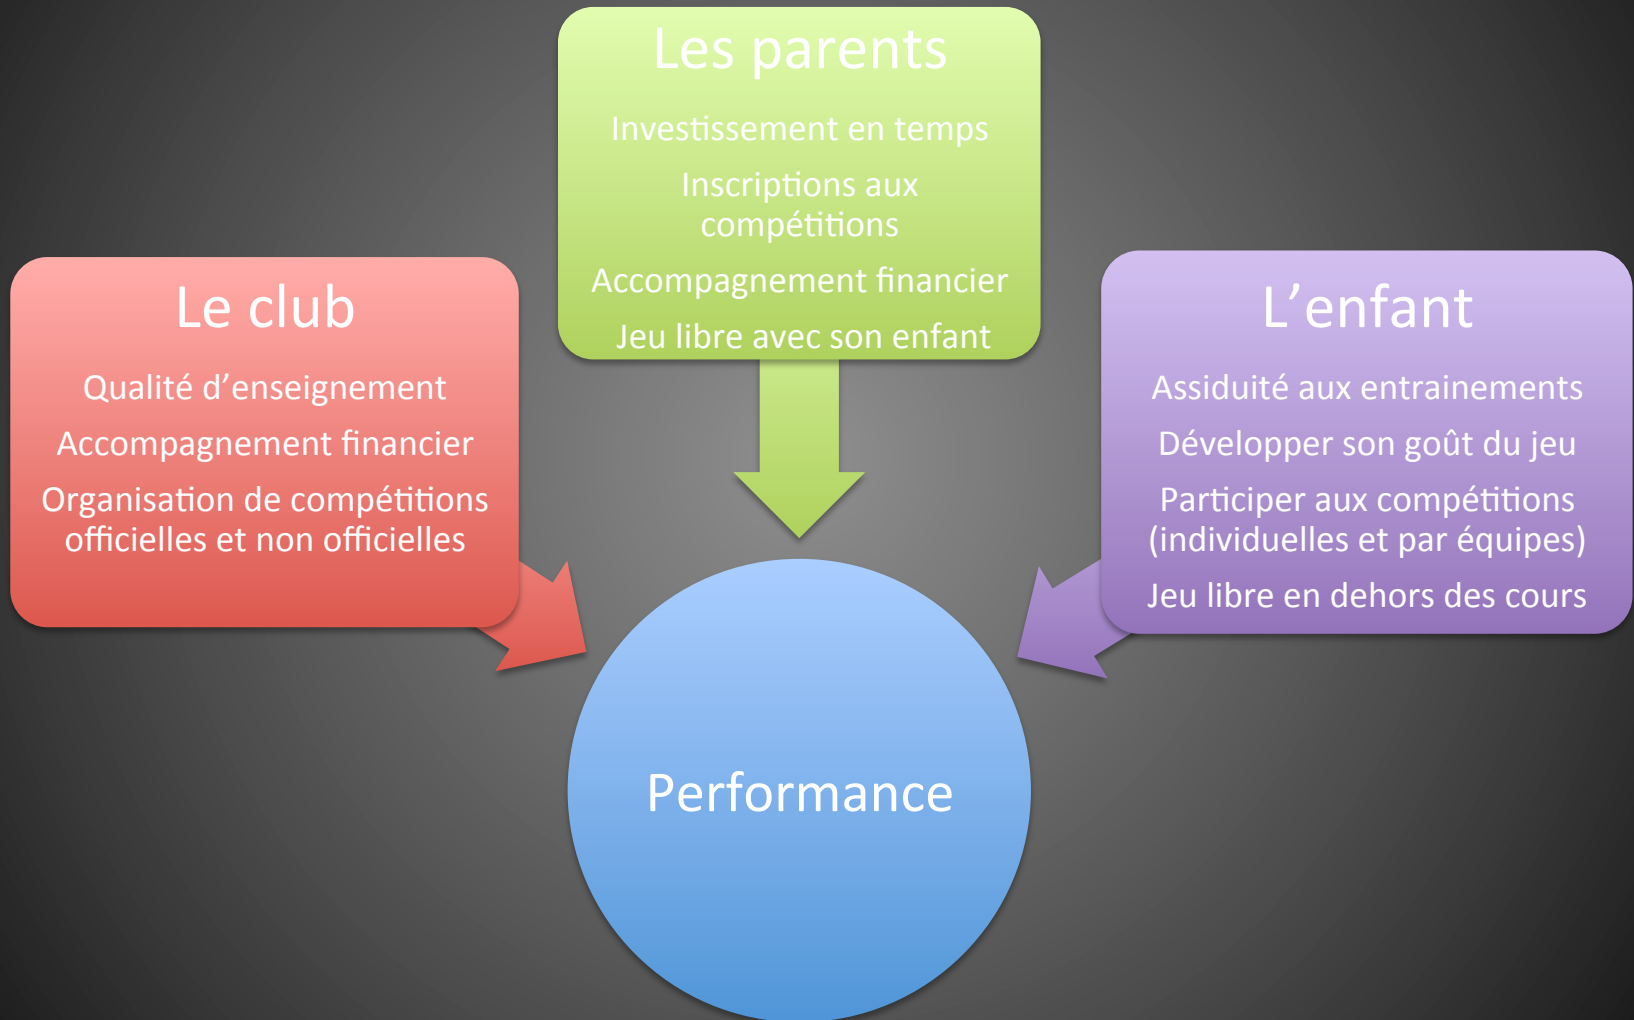 Les parents
Investissement en temps
Inscriptions aux
compétitions
Accompagnement financier
Jeu libre avec son enfant
Le club
Qualité d’enseignement
Accompagnement financier
Organisation de compétitions
officielles et non officielles
L’enfant
Assiduité aux entrainements
Développer son goût du jeu
Participer aux compétitions
(individuelles et par équipes)
Jeu libre en dehors des cours
Performance